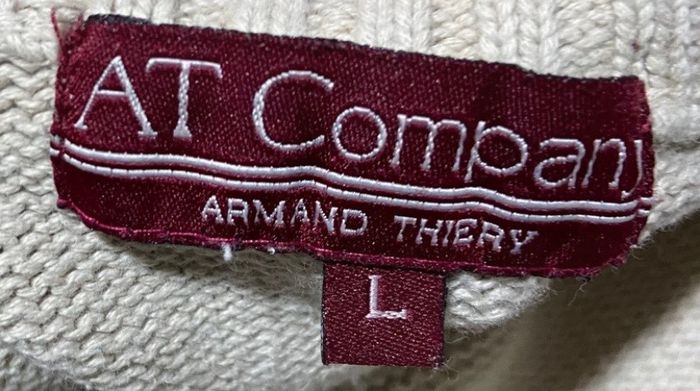 AT Company
ARMAND THIERY
L